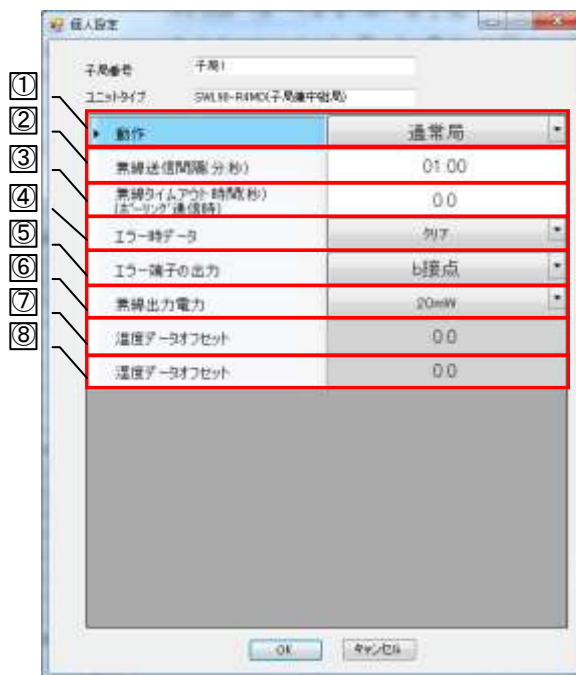 個人設定
子局番号 子局1
ユニットタイプ SWL90-R4MD(子局兼中継局)
① 動作 通常局
② 無線送信間隔(分:秒) 01:00
③ 無線タイムアウト時間(秒)
(ポーリング通信時) 0.0
④ エラー時データ クリア
⑤ エラー端子の出力 b接点
⑥ 無線出力電力 20mW
⑦ 温度データオフセット 0.0
⑧ 湿度データオフセット 0.0
OK キャンセル